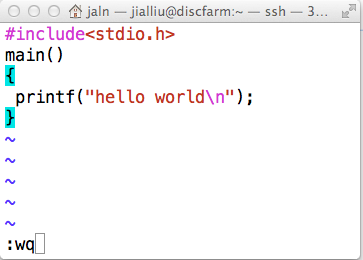 jaln — jialliu@discfarm:~ — ssh — 3...
#include<stdio.h>
main()
{
 printf("hello world\n");
}
~
~
~
~
~
:wq